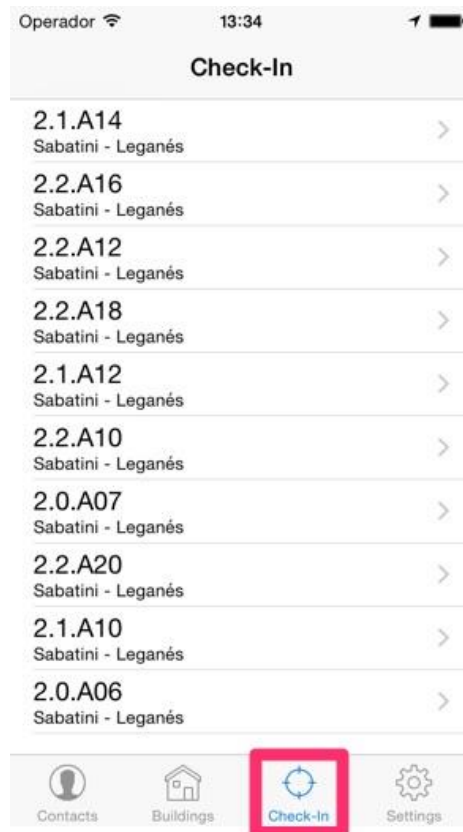 Operador 13:34
Check-In
2.1.A14
Sabatini - Leganés
2.2.A16
Sabatini - Leganés
2.2.A12
Sabatini - Leganés
2.2.A18
Sabatini - Leganés
2.1.A12
Sabatini - Leganés
2.2.A10
Sabatini - Leganés
2.0.A07
Sabatini - Leganés
2.2.A20
Sabatini - Leganés
2.1.A10
Sabatini - Leganés
2.0.A06
Sabatini - Leganés
Contacts Buildings Check-In Settings